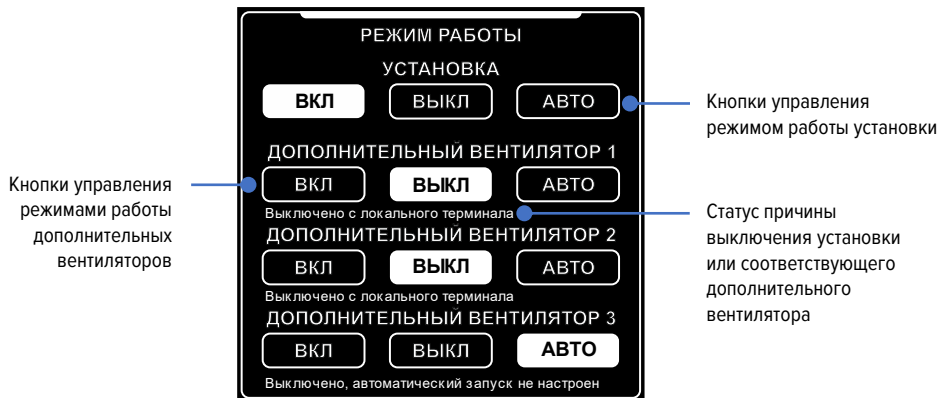 РЕЖИМ РАБОТЫ
УСТАНОВКА
ВКЛ ВЫКЛ АВТО
Кнопки управления
режимом работы установки
ДОПОЛНИТЕЛЬНЫЙ ВЕНТИЛЯТОР 1
ВКЛ ВЫКЛ АВТО
Выключено с локального терминала
Кнопки управления
режимами работы
дополнительных
вентиляторов
Статус причины
выключения установки
или соответствующего
дополнительного
вентилятора
ДОПОЛНИТЕЛЬНЫЙ ВЕНТИЛЯТОР 2
ВКЛ ВЫКЛ АВТО
Выключено с локального терминала
ДОПОЛНИТЕЛЬНЫЙ ВЕНТИЛЯТОР 3
ВКЛ ВЫКЛ АВТО
Выключено, автоматический запуск не настроен